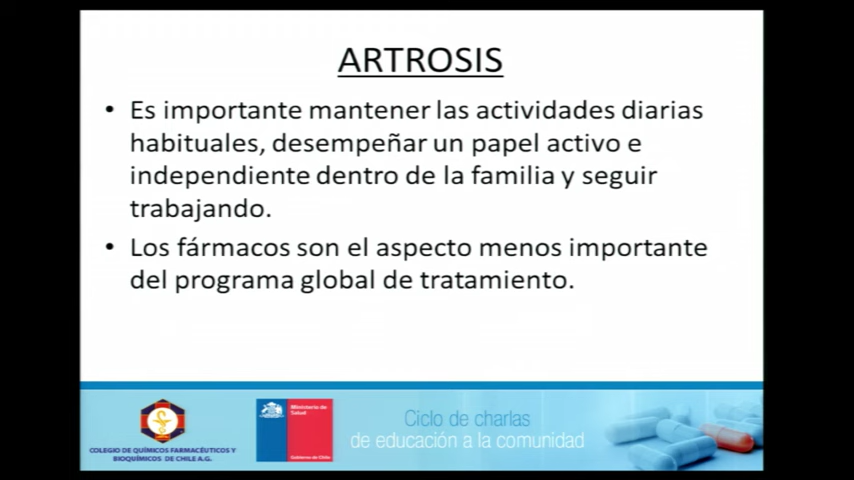 ARTROSIS
• Es importante mantener las actividades diarias
habituales, desempeñar un papel activo e
independiente dentro de la familia y seguir
trabajando.
• Los fármacos son el aspecto menos importante
del programa global de tratamiento.
COLEGIO DE QUÍMICOS FARMACÉUTICOS Y
BIOQUÍMICOS DE CHILE A.G.
Ministerio de
Salud
Gobierno de Chile
Ciclo de charlas
de educación a la comunidad